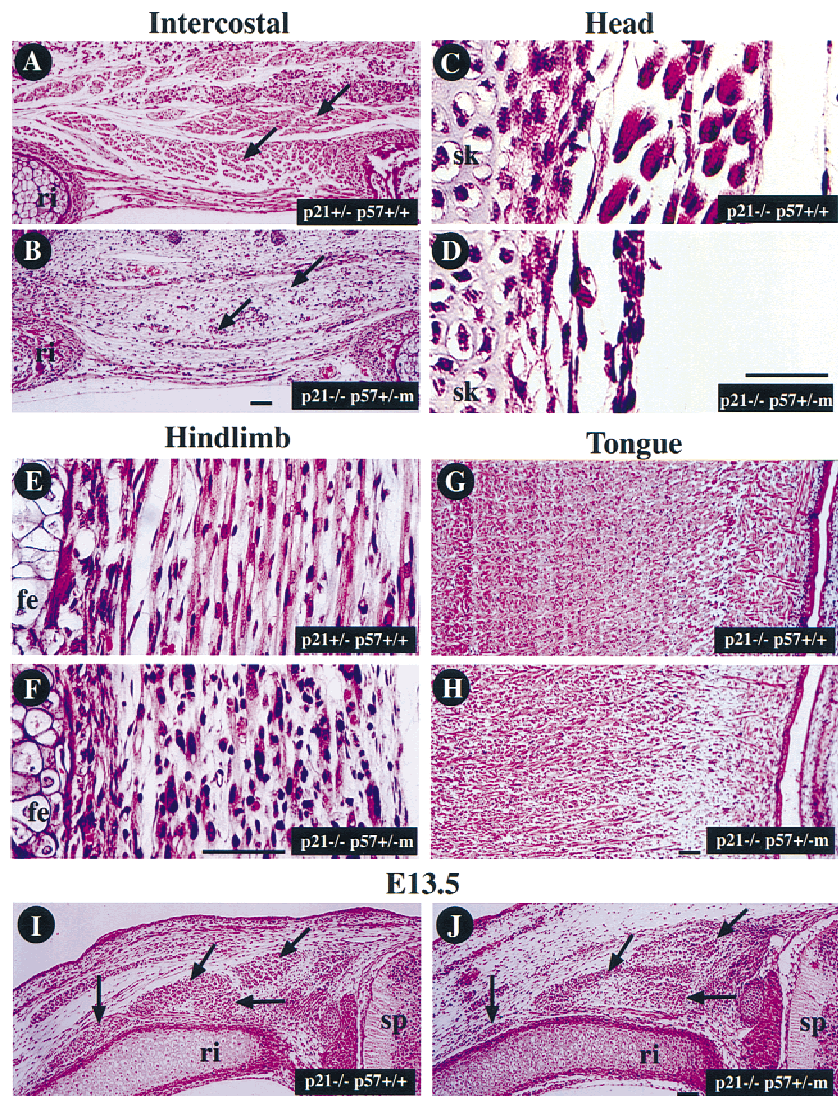 Intercostal
Head
A
ri
p21+/- p57+/+
C
sk
p21-/- p57+/+
B
ri
p21-/- p57+/-m
D
sk
p21-/- p57+/-m
Hindlimb
Tongue
E
fe
p21+/- p57+/+
G
p21-/- p57+/+
F
fe
p21-/- p57+/-m
H
p21-/- p57+/-m
E13.5
I
ri
sp
p21-/- p57+/+
J
ri
sp
p21-/- p57+/-m